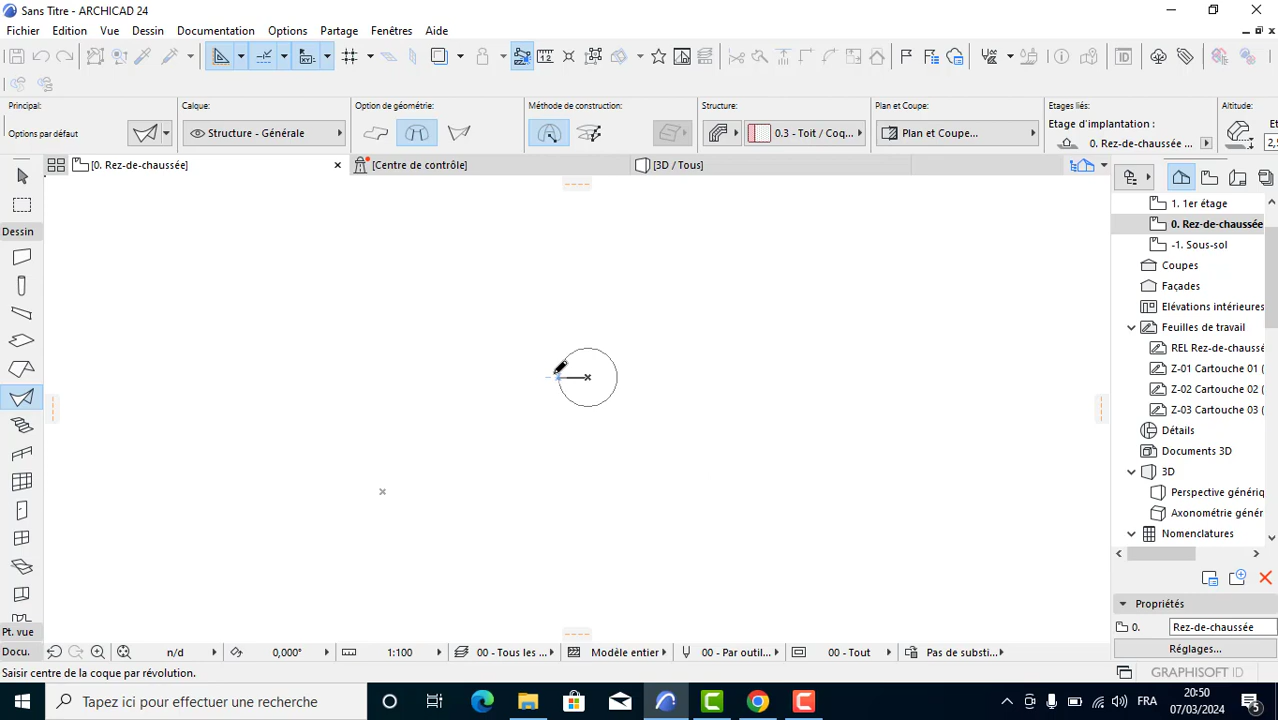 Sans Titre - ARCHICAD 24
Fichier Edition Vue Dessin Documentation Options Partage Fenêtres Aide
Principal: Calque: Option de géométrie: Méthode de construction: Structure: Plan et Coupe: Etages liés: Altitude:
Options par défaut Structure - Générale 0.3 - Toit / Coq... Plan et Coupe... Etage d'implantation : 0. Rez-de-chaussée ... 2,5
[0. Rez-de-chaussée] [Centre de contrôle] [3D / Tous]
Dessin
1. 1er étage
0. Rez-de-chaussée
-1. Sous-sol
Coupes
Façades
Elévations intérieures
Feuilles de travail
REL Rez-de-chaussé
Z-01 Cartouche 01 (
Z-02 Cartouche 02 (
Z-03 Cartouche 03 (
Détails
Documents 3D
3D
Perspective génériq
Axonométrie génér
Nomenclatures
Propriétés
0. Rez-de-chaussée
Réglages...
Pt. vue
Docu. n/d 0,000° 1:100 00 - Tous les ... Modèle entier 00 - Par outil... 00 - Tout Pas de substi...
Saisir centre de la coque par révolution.
GRAPHISOFT ID
Tapez ici pour effectuer une recherche
FRA
20:50
07/03/2024
5